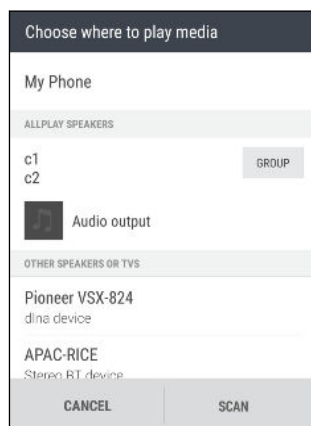 Choose where to play media
My Phone
ALLPLAY SPEAKERS
c1
GROUP
c2
Audio output
OTHER SPEAKERS OR TVS
Pioneer VSX-824
dlna device
APAC-RICE
Stereo BT device
CANCEL
SCAN